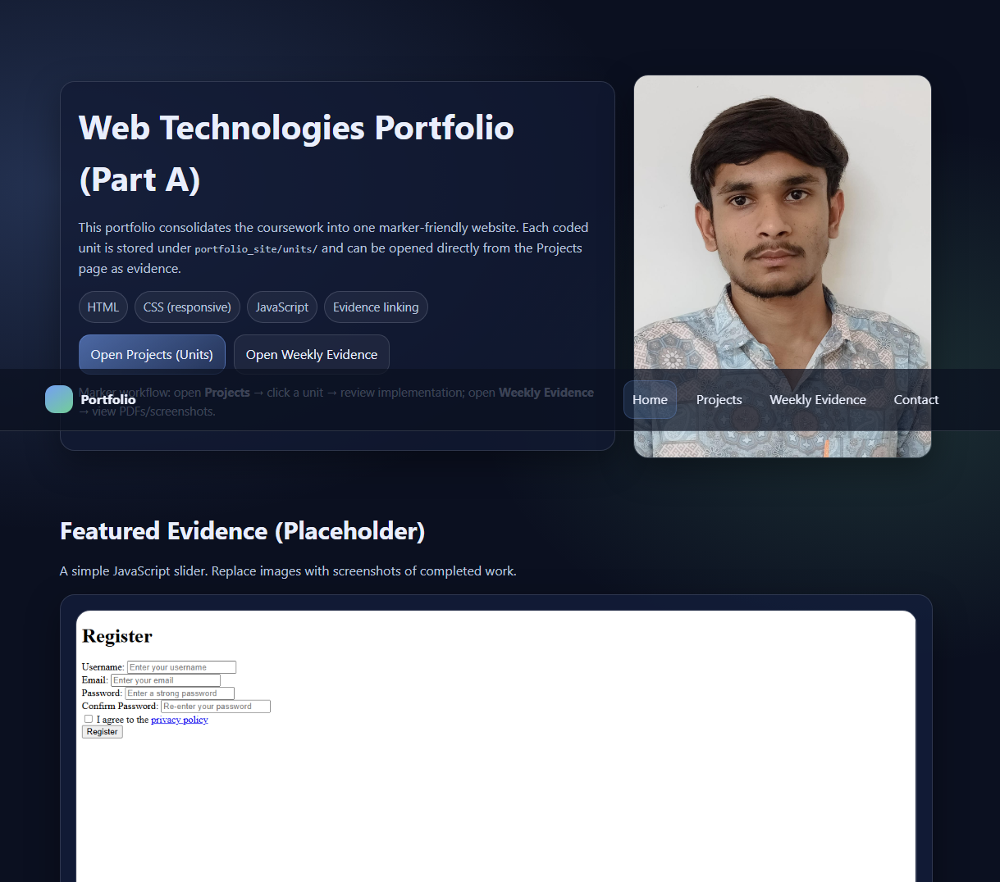 Web Technologies Portfolio
(Part A)
This portfolio consolidates the coursework into one marker-friendly website. Each coded
unit is stored under portfolio_site/units/ and can be opened directly from the Projects
page as evidence.
HTML
CSS (responsive)
JavaScript
Evidence linking
Open Projects (Units)
Open Weekly Evidence
Marker workflow: open Projects → click a unit → review implementation; open Weekly Evidence
→ view PDFs/screenshots.
Portfolio
Home
Projects
Weekly Evidence
Contact
Featured Evidence (Placeholder)
A simple JavaScript slider. Replace images with screenshots of completed work.
Register
Username: Enter your username
Email: Enter your email
Password: Enter a strong password
Confirm Password: Re-enter your password
I agree to the privacy policy
Register